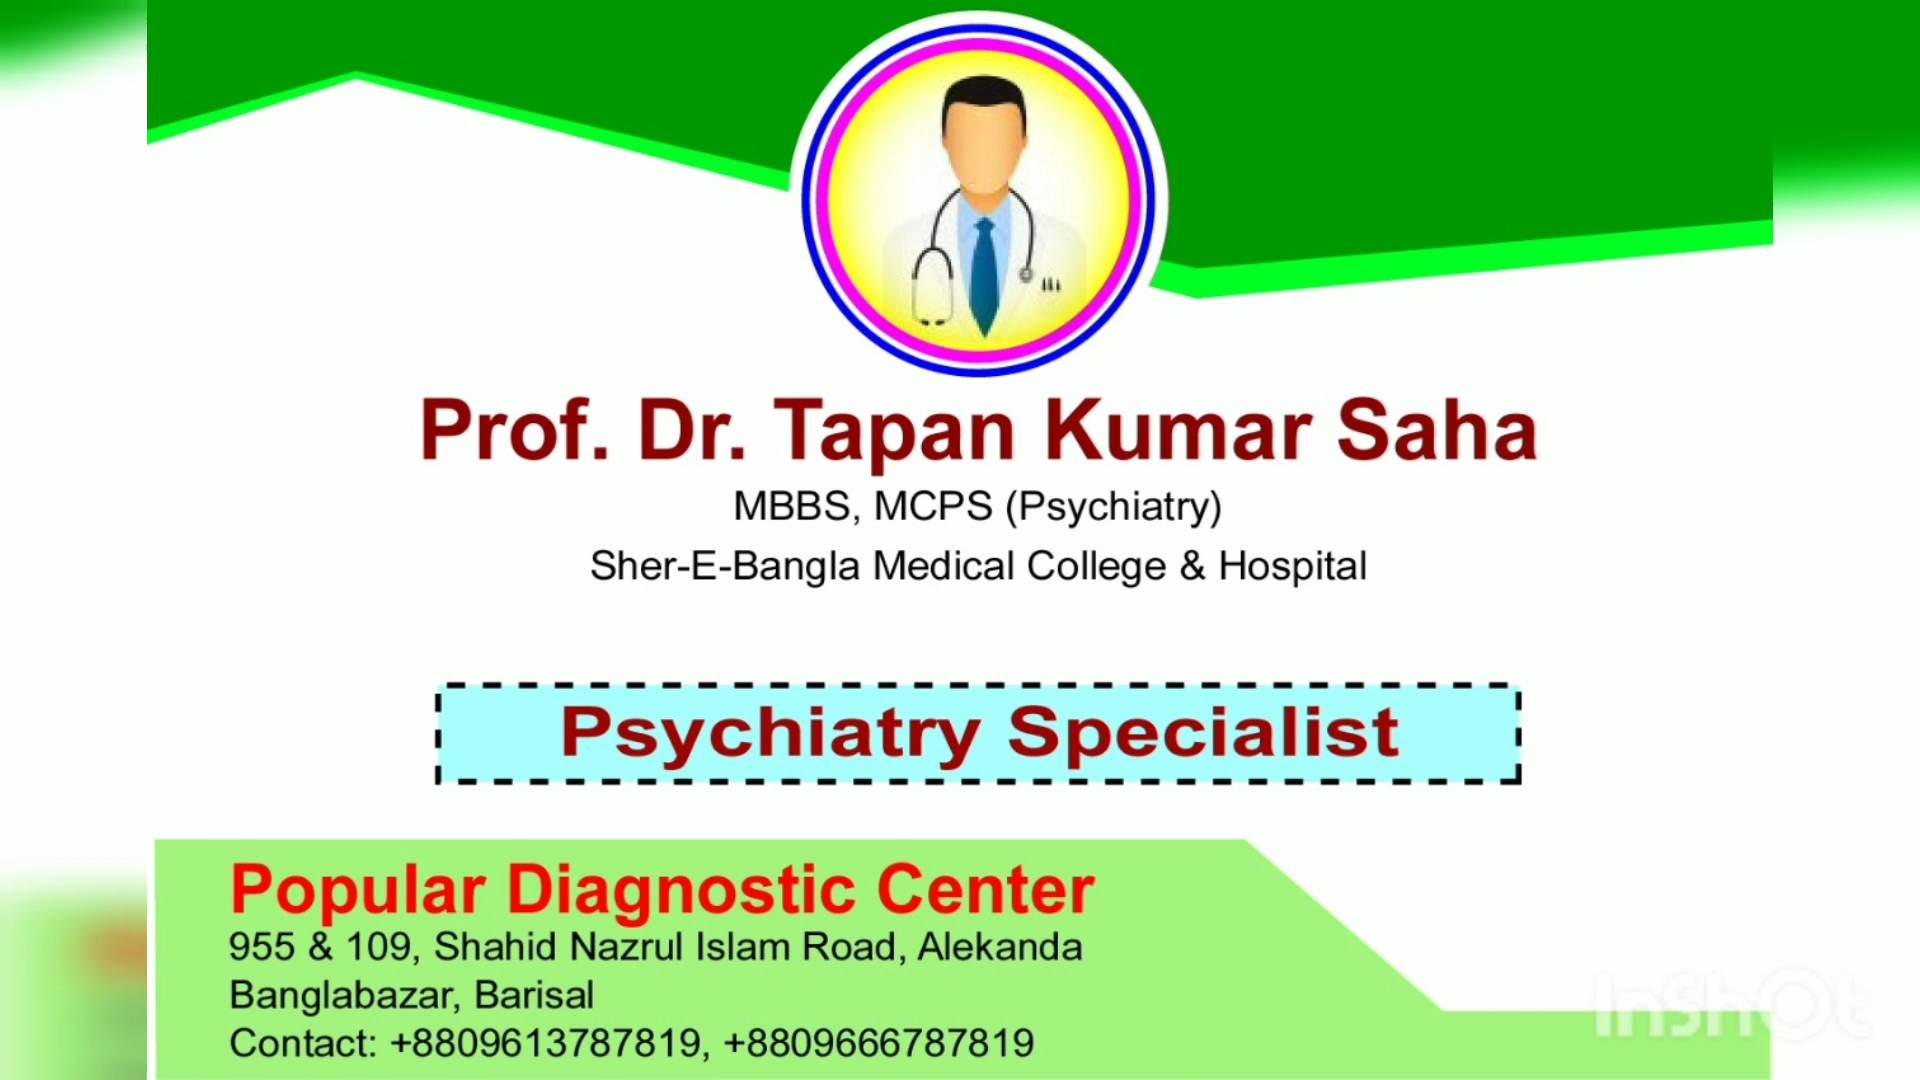 Prof. Dr. Tapan Kumar Saha
MBBS, MCPS (Psychiatry)
Sher-E-Bangla Medical College & Hospital
Psychiatry Specialist
Popular Diagnostic Center
955 & 109, Shahid Nazrul Islam Road, Alekanda
Banglabazar, Barisal
Contact: +8809613787819, +8809666787819
InShOt